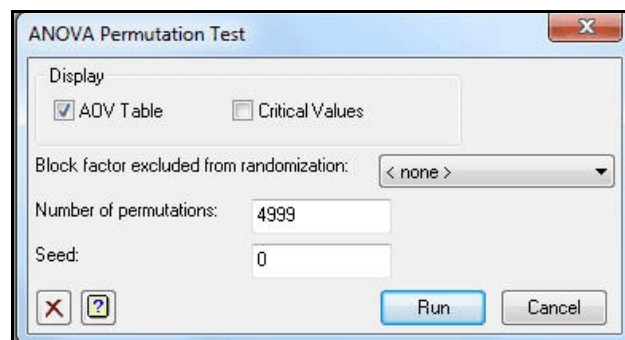 ANOVA Permutation Test
Display
AOV Table
Critical Values
Block factor excluded from randomization:
< none >
Number of permutations:
4999
Seed:
0
Run
Cancel